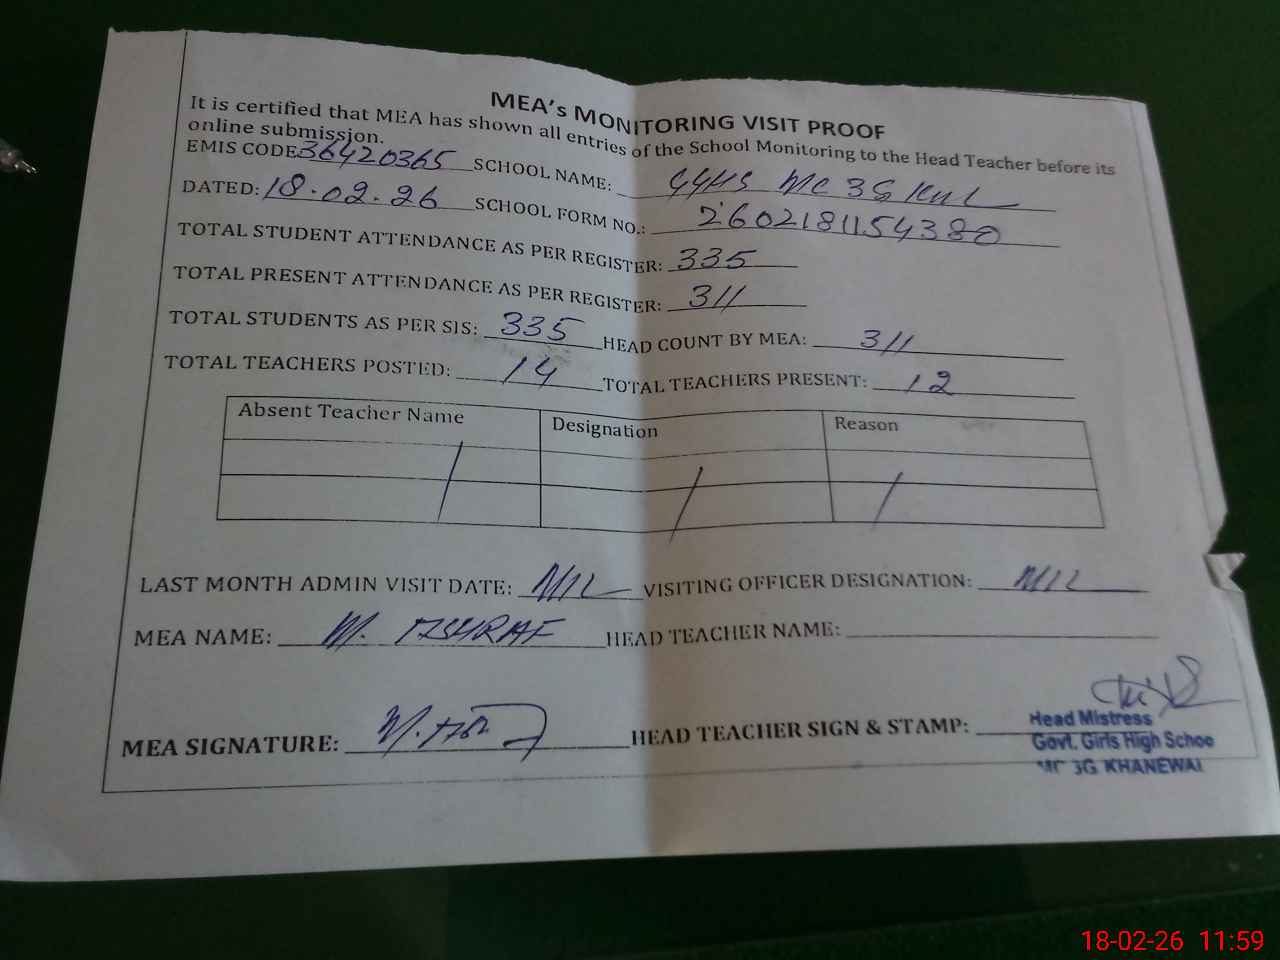 MEA's MONITORING VISIT PROOF
It is certified that MEA has shown all entries of the School Monitoring to the Head Teacher before its
online submission.
EMIS CODE 36420365 SCHOOL NAME: GGHS MC 3G KWL
DATED: 18.02.26 SCHOOL FORM NO.: 2602181154380
TOTAL STUDENT ATTENDANCE AS PER REGISTER: 335
TOTAL PRESENT ATTENDANCE AS PER REGISTER: 311
TOTAL STUDENTS AS PER SIS: 335 HEAD COUNT BY MEA: 311
TOTAL TEACHERS POSTED: 14 TOTAL TEACHERS PRESENT: 12
Absent Teacher Name Designation Reason
LAST MONTH ADMIN VISIT DATE: NIL VISITING OFFICER DESIGNATION: NIL
MEA NAME: M. HEAD TEACHER NAME:
MEA SIGNATURE: HEAD TEACHER SIGN & STAMP:
Head Mistress
Govt. Girls High Schoo
MC 3G KHANEWAL
18-02-26 11:59